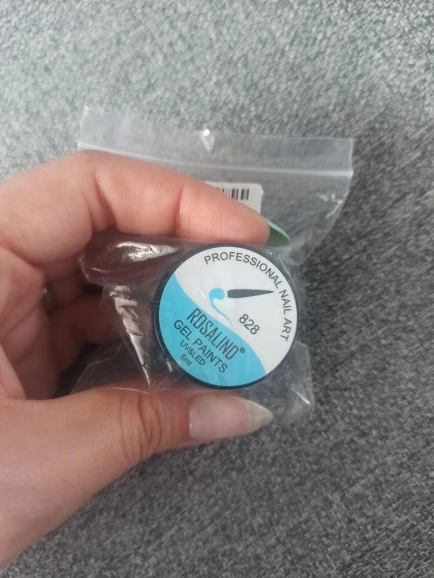 PROFESSIONAL NAIL ART
828
ROSALIND®
GEL PAINTS
UV&LED
5ml